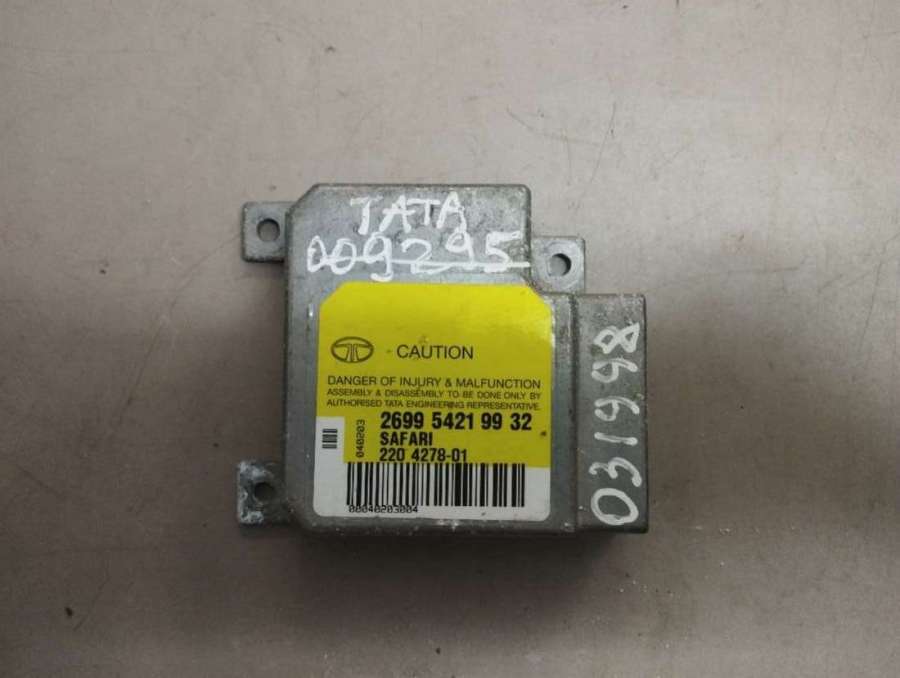 TATA
009295
CAUTION
DANGER OF INJURY & MALFUNCTION
ASSEMBLY & DISASSEMBLY TO BE DONE ONLY BY
AUTHORISED TATA ENGINEERING REPRESENTATIVE.
2699 5421 99 32
SAFARI
220 4278-01
040203
00040203004
031998